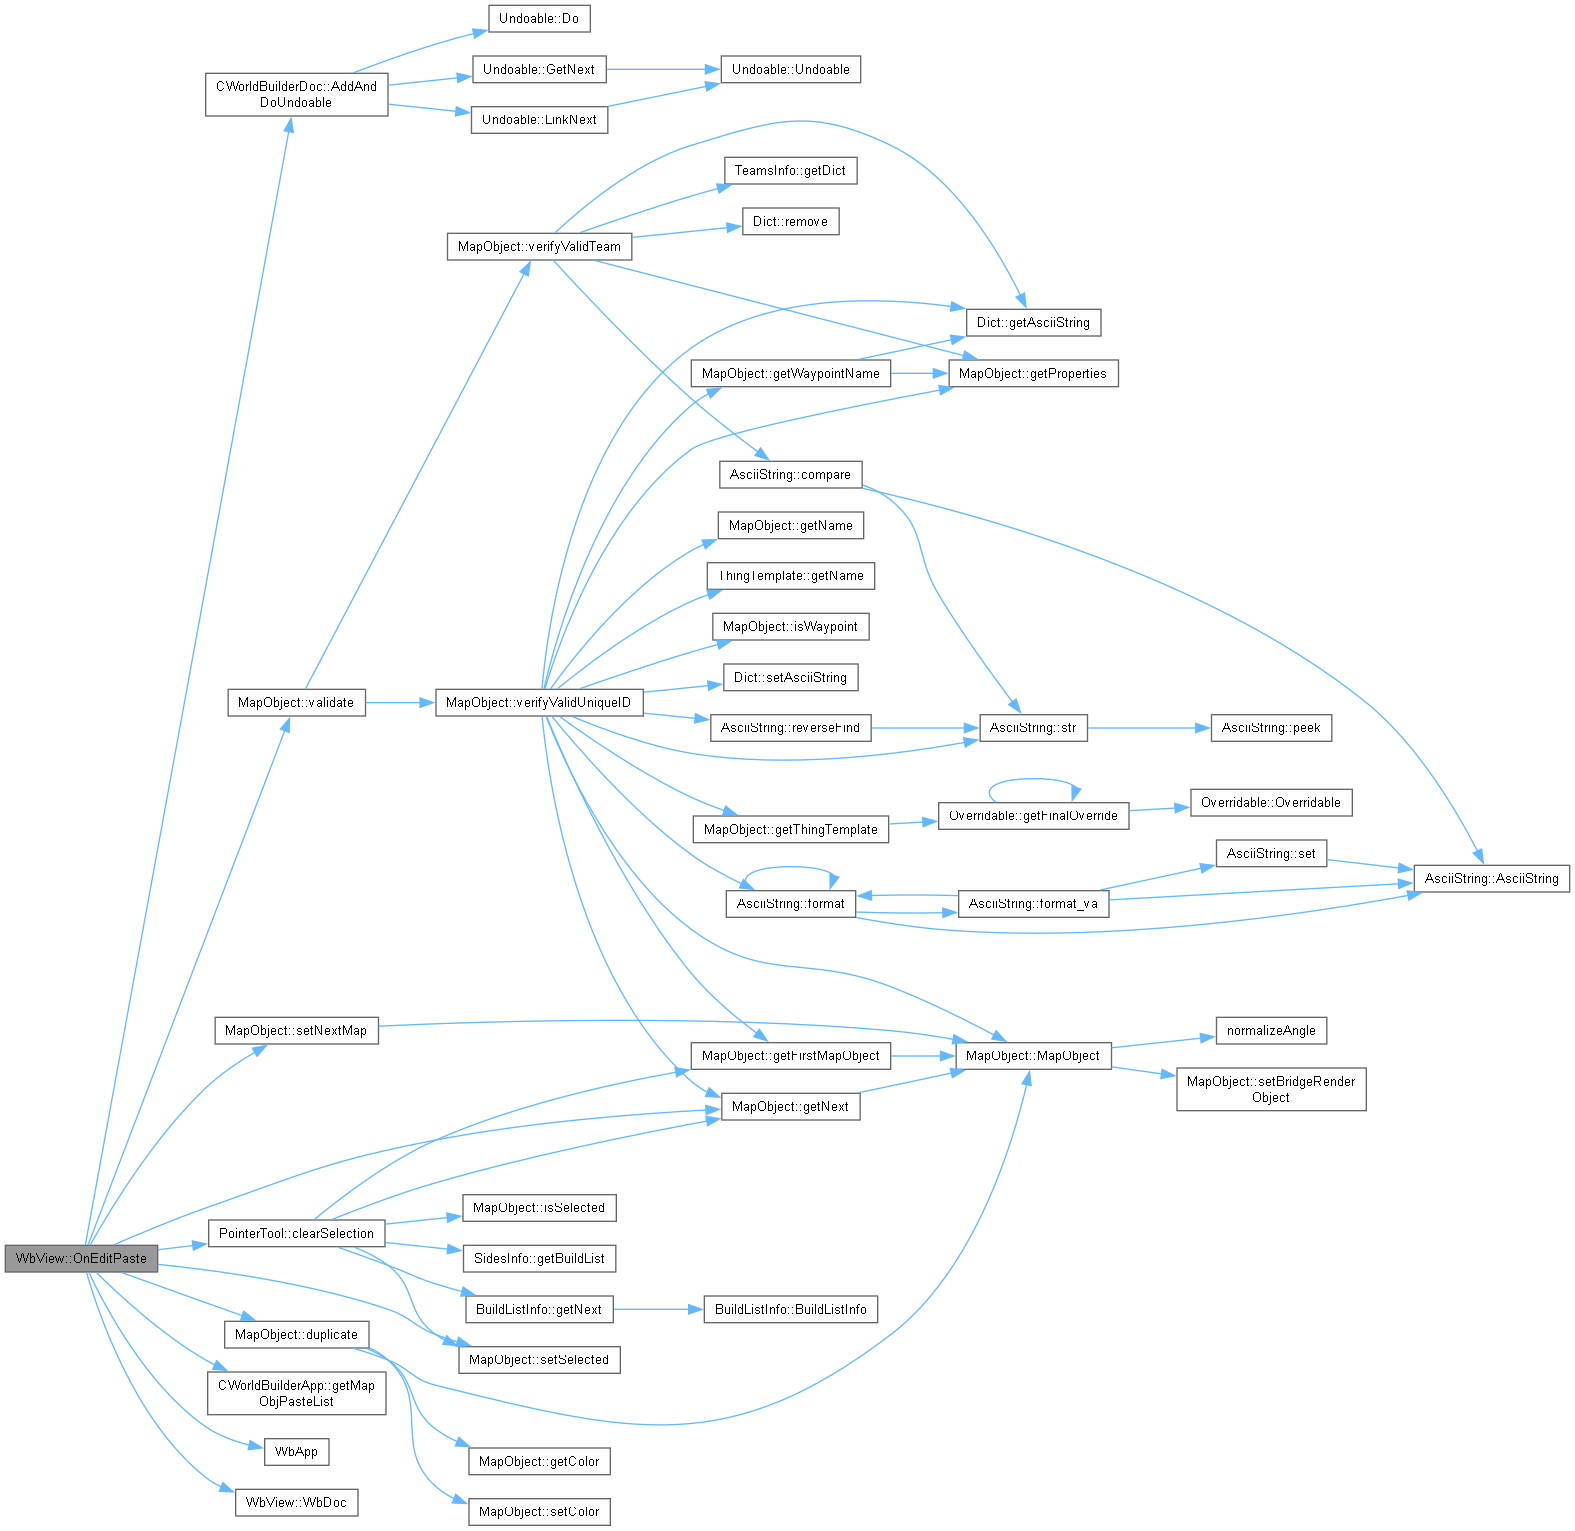 Undoable::Do
Undoable::GetNext
Undoable::Undoable
CWorldBuilderDoc::AddAnd
DoUndoable
Undoable::LinkNext
TeamsInfo::getDict
Dict::remove
MapObject::verifyValidTeam
Dict::getAsciiString
MapObject::getWaypointName
MapObject::getProperties
AsciiString::compare
MapObject::getName
ThingTemplate::getName
MapObject::isWaypoint
Dict::setAsciiString
MapObject::validate
MapObject::verifyValidUniqueID
AsciiString::reverseFind
AsciiString::str
AsciiString::peek
Overridable::Overridable
Overridable::getFinalOverride
MapObject::getThingTemplate
AsciiString::set
AsciiString::AsciiString
AsciiString::format
AsciiString::format_va
MapObject::setNextMap
normalizeAngle
MapObject::getFirstMapObject
MapObject::MapObject
MapObject::setBridgeRender
Object
MapObject::getNext
MapObject::isSelected
PointerTool::clearSelection
WbView::OnEditPaste
SidesInfo::getBuildList
BuildListInfo::getNext
BuildListInfo::BuildListInfo
MapObject::duplicate
MapObject::setSelected
CWorldBuilderApp::getMap
ObjPasteList
WbApp
MapObject::getColor
WbView::WbDoc
MapObject::setColor